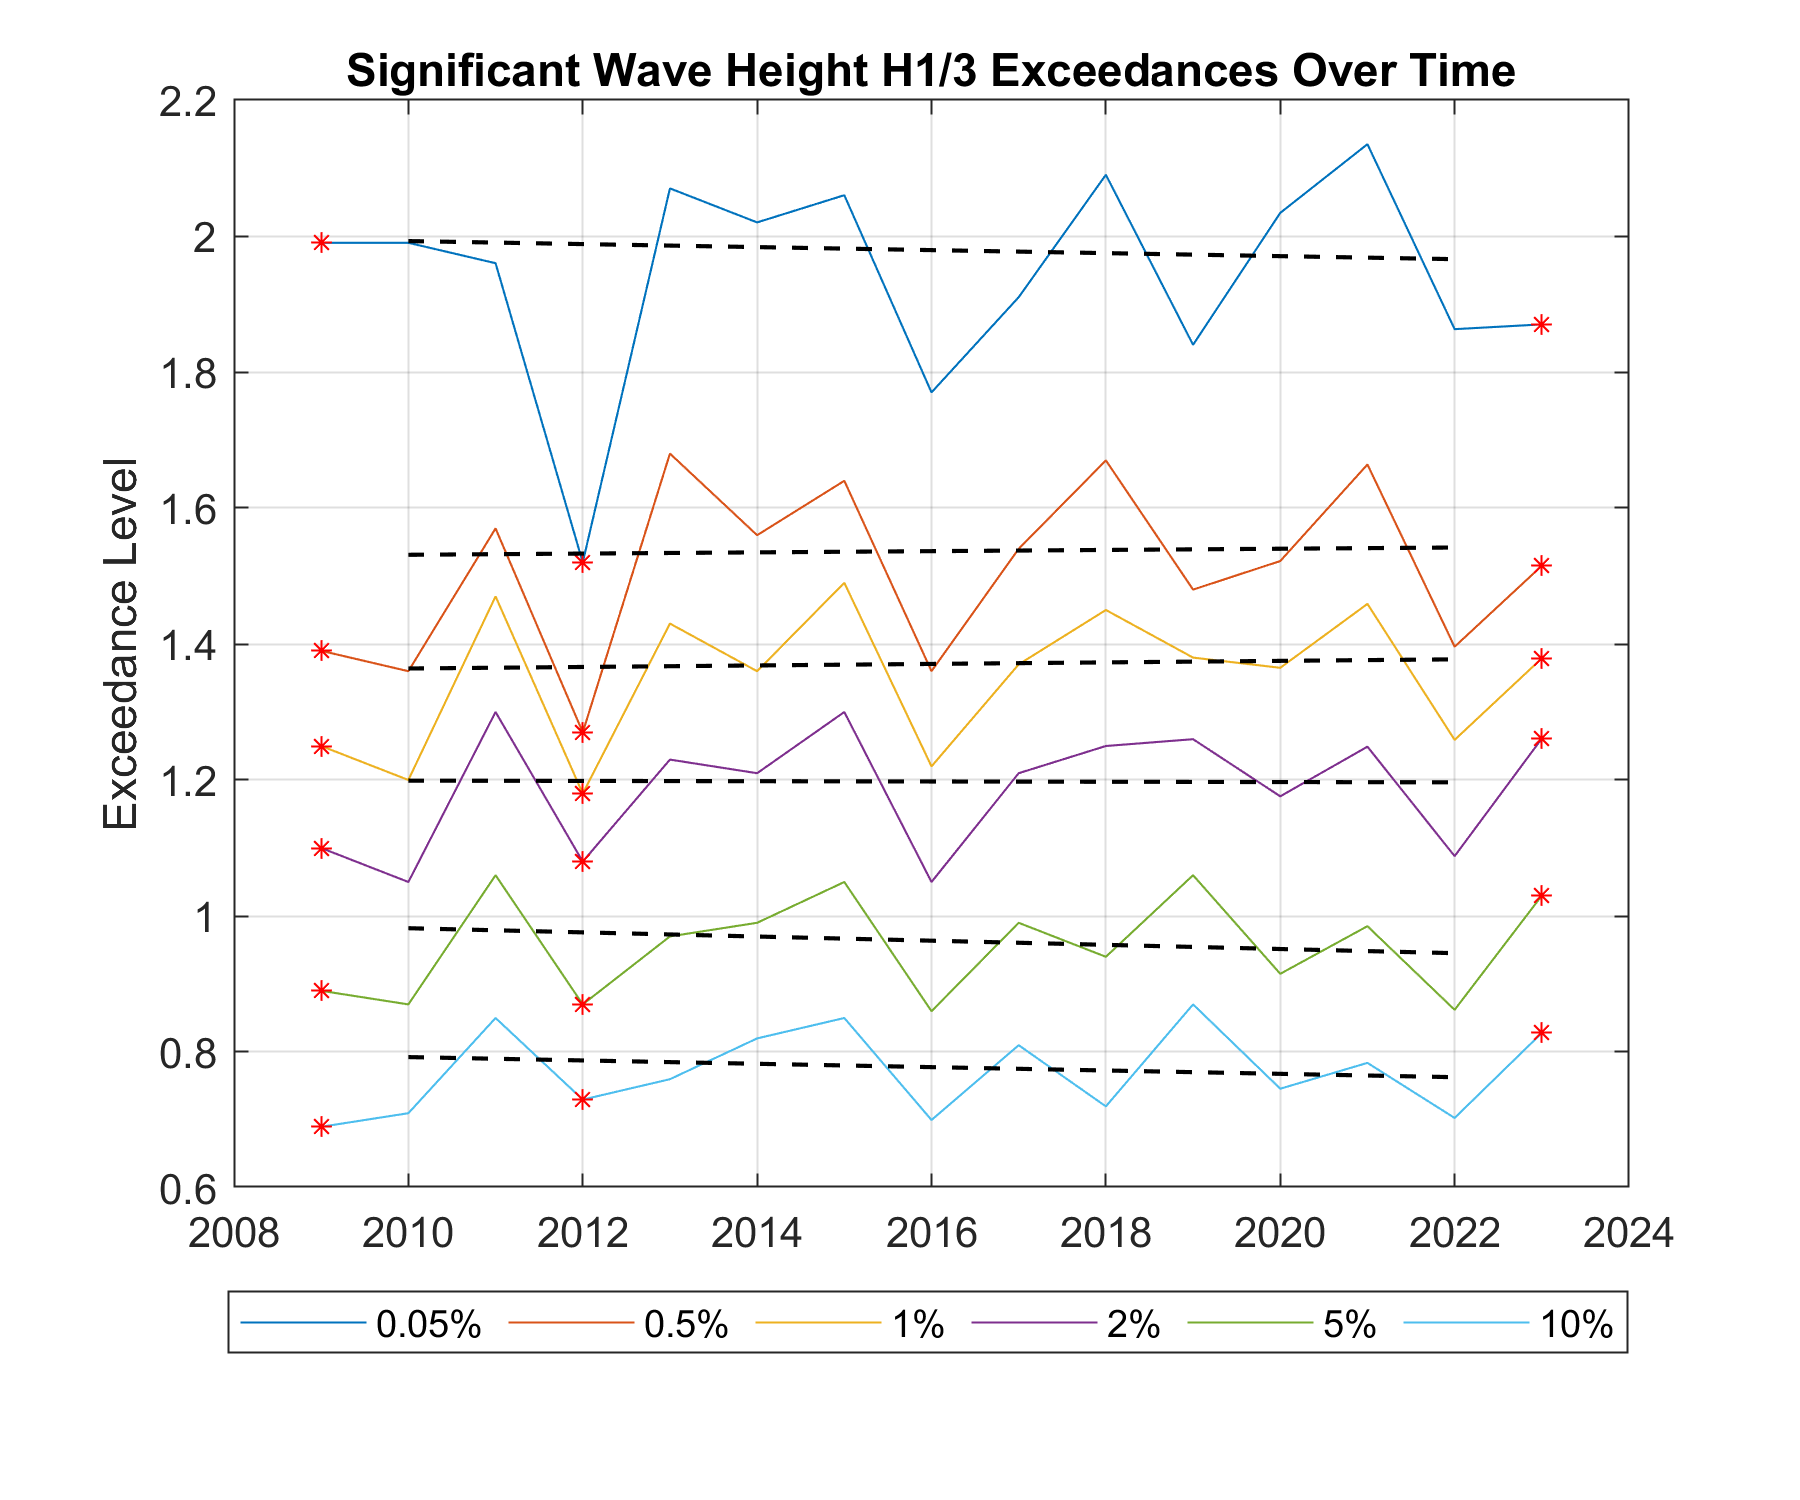 Significant Wave Height H1/3 Exceedances Over Time
2.2
2
1.8
1.6
1.4
1.2
1
0.8
0.6
Exceedance Level
2008 2010 2012 2014 2016 2018 2020 2022 2024
0.05% 0.5% 1% 2% 5% 10%